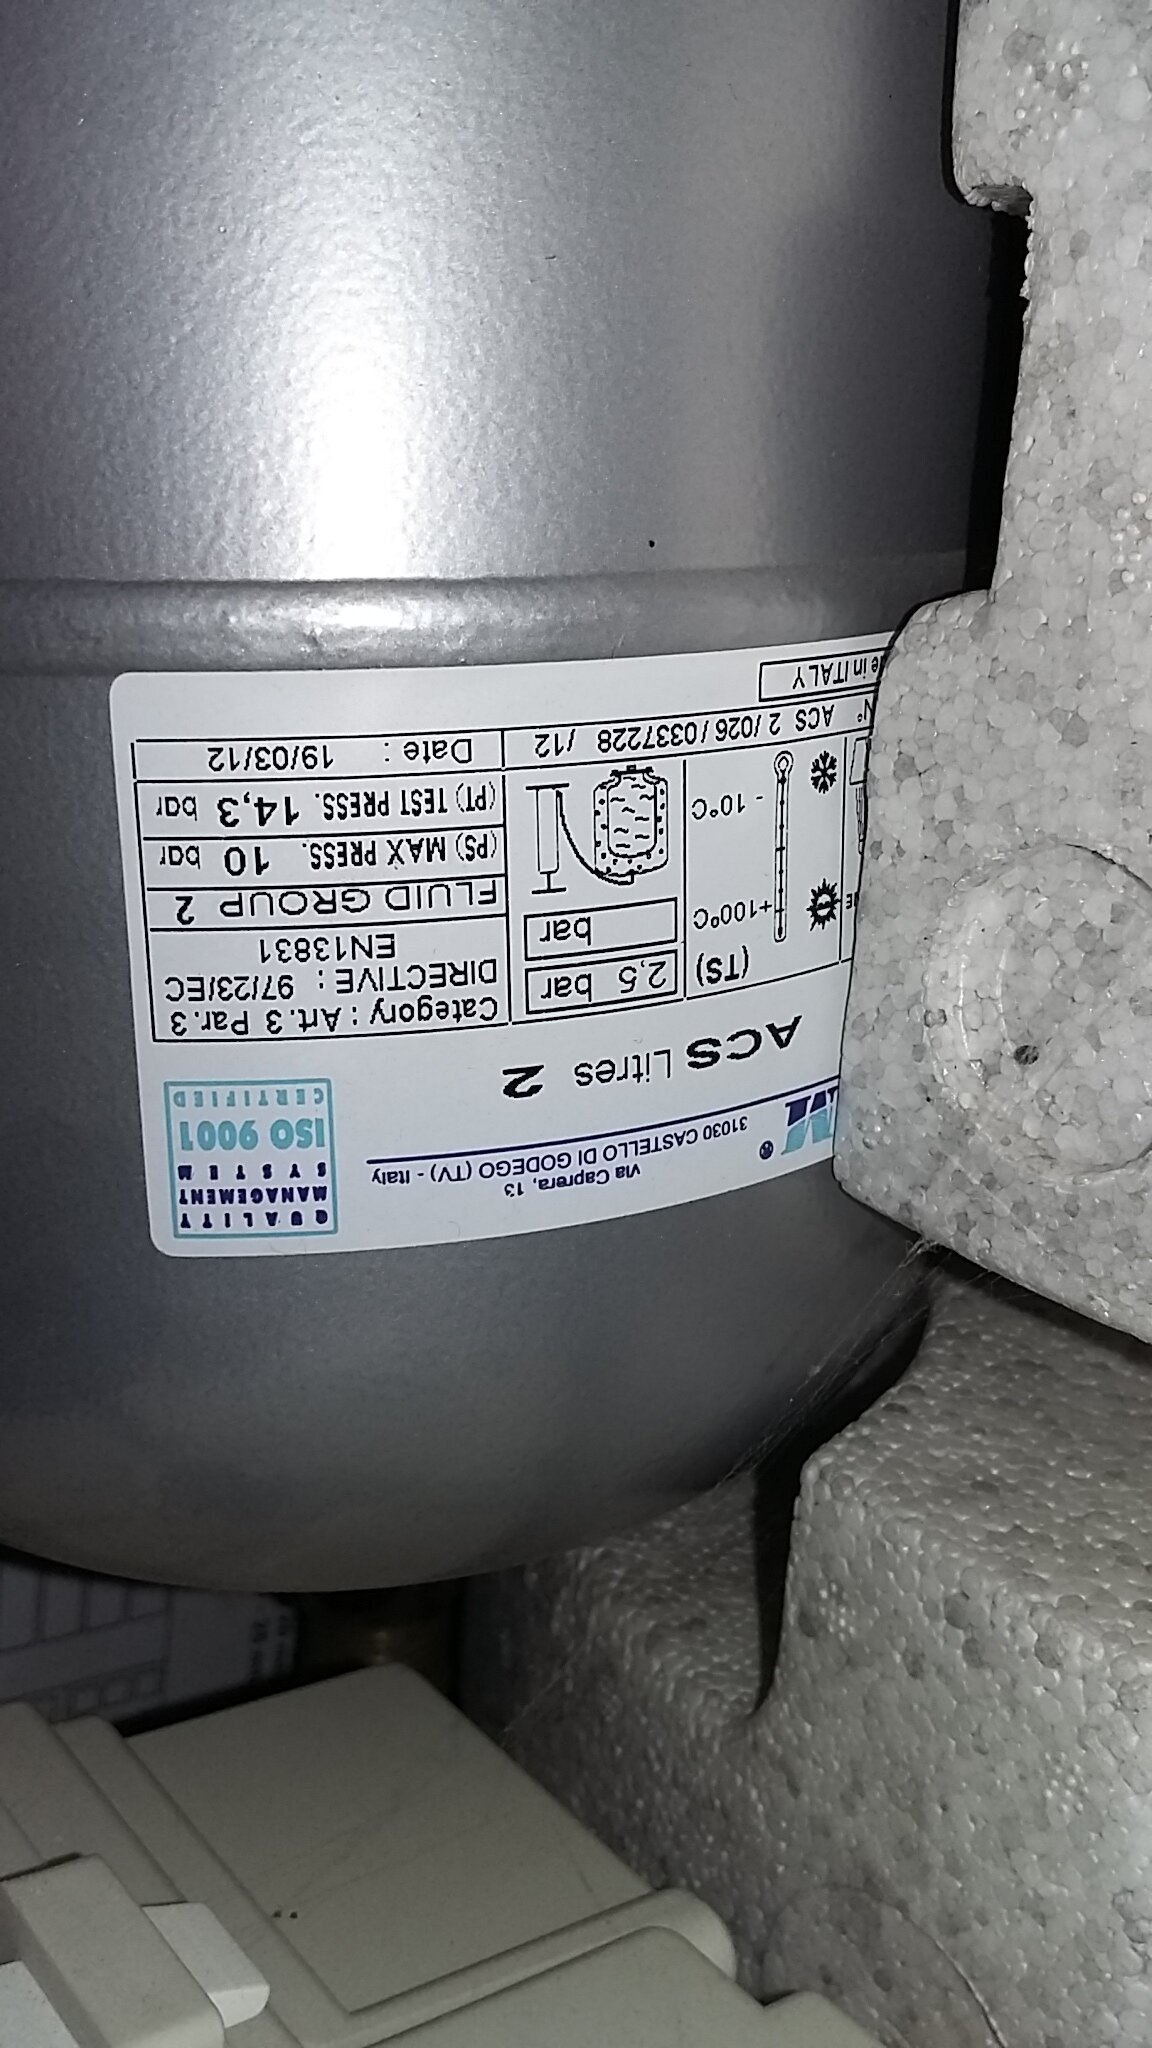 Via Caprera, 13
31030 CASTELLO DI GODEGO (TV) - Italy
®
QUALITY
MANAGEMENT
SYSTEM
ISO 9001
CERTIFIED
ACS Litres 2
(TS)
+100°C
- 10°C
2,5 bar
bar
Category : Art.3 Par.3
DIRECTIVE : 97/23/EC
EN13831
FLUID GROUP 2
(PS) MAX PRESS. 10 bar
(PT) TEST PRESS. 14,3 bar
N° ACS 2 / 026 / 0337228 / 12
Date : 19/03/12
in ITALY